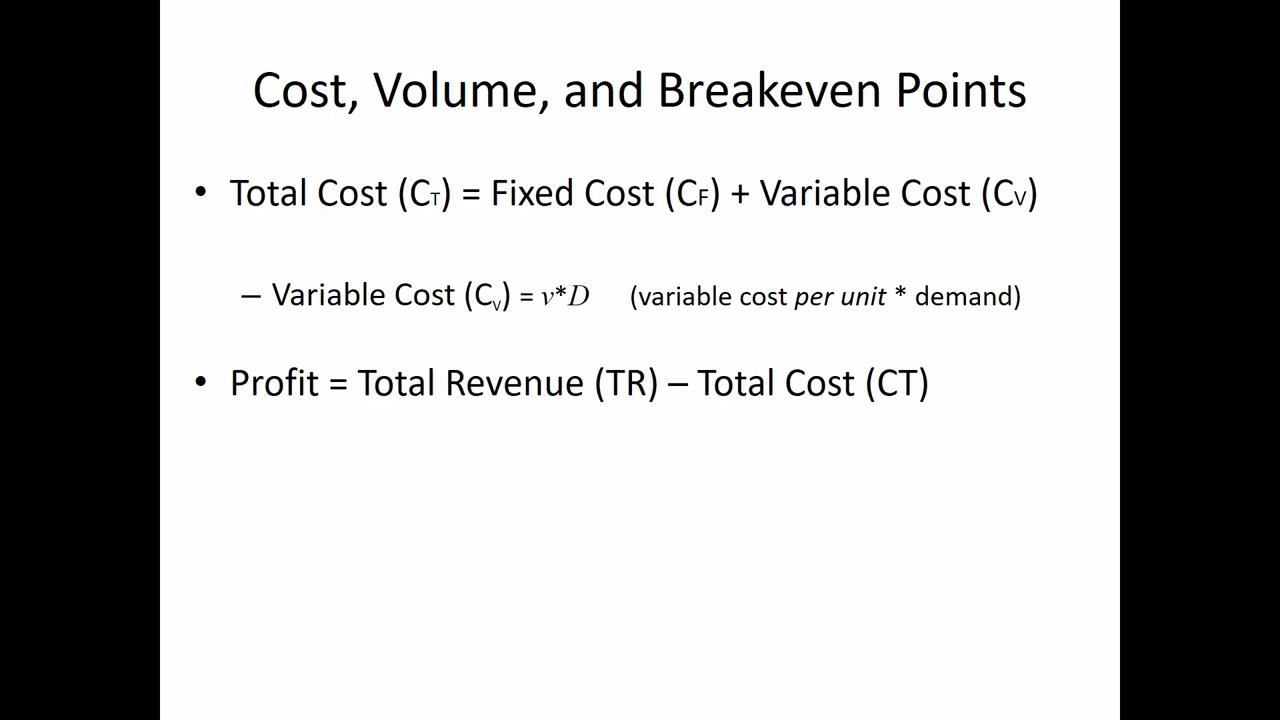 Cost, Volume, and Breakeven Points
• Total Cost (CT) = Fixed Cost (CF) + Variable Cost (CV)
– Variable Cost (CV) = v*D (variable cost per unit * demand)
• Profit = Total Revenue (TR) – Total Cost (CT)